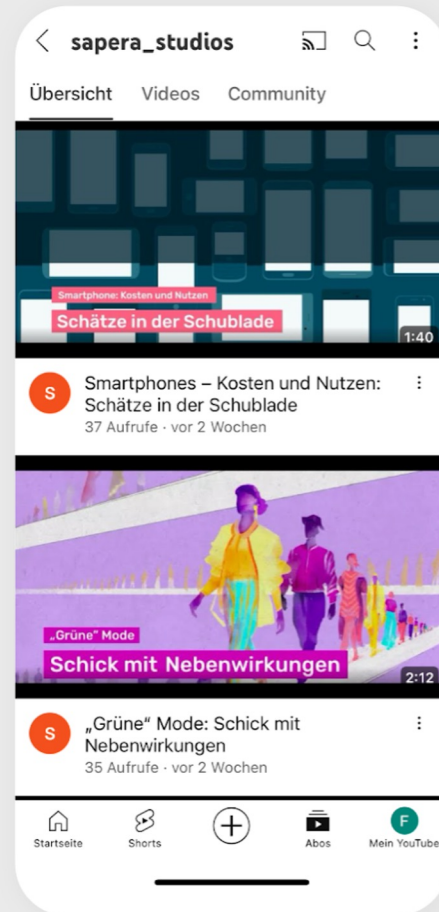 sapera_studios
Übersicht Videos Community
Smartphone: Kosten und Nutzen
Schätze in der Schublade
1:40
S
Smartphones – Kosten und Nutzen:
Schätze in der Schublade
37 Aufrufe · vor 2 Wochen
„Grüne“ Mode
Schick mit Nebenwirkungen
2:12
S
„Grüne“ Mode: Schick mit
Nebenwirkungen
35 Aufrufe · vor 2 Wochen
F
Startseite Shorts Abos Mein YouTube